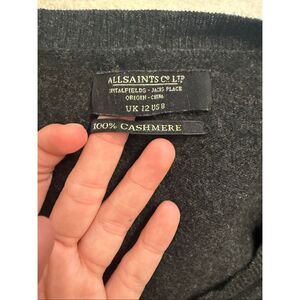 ALLSAINTS Cº LTD
SPITALFIELDS - JACKS PLACE
ORIGIN - CHINA
UK 12 US 8
100% CASHMERE